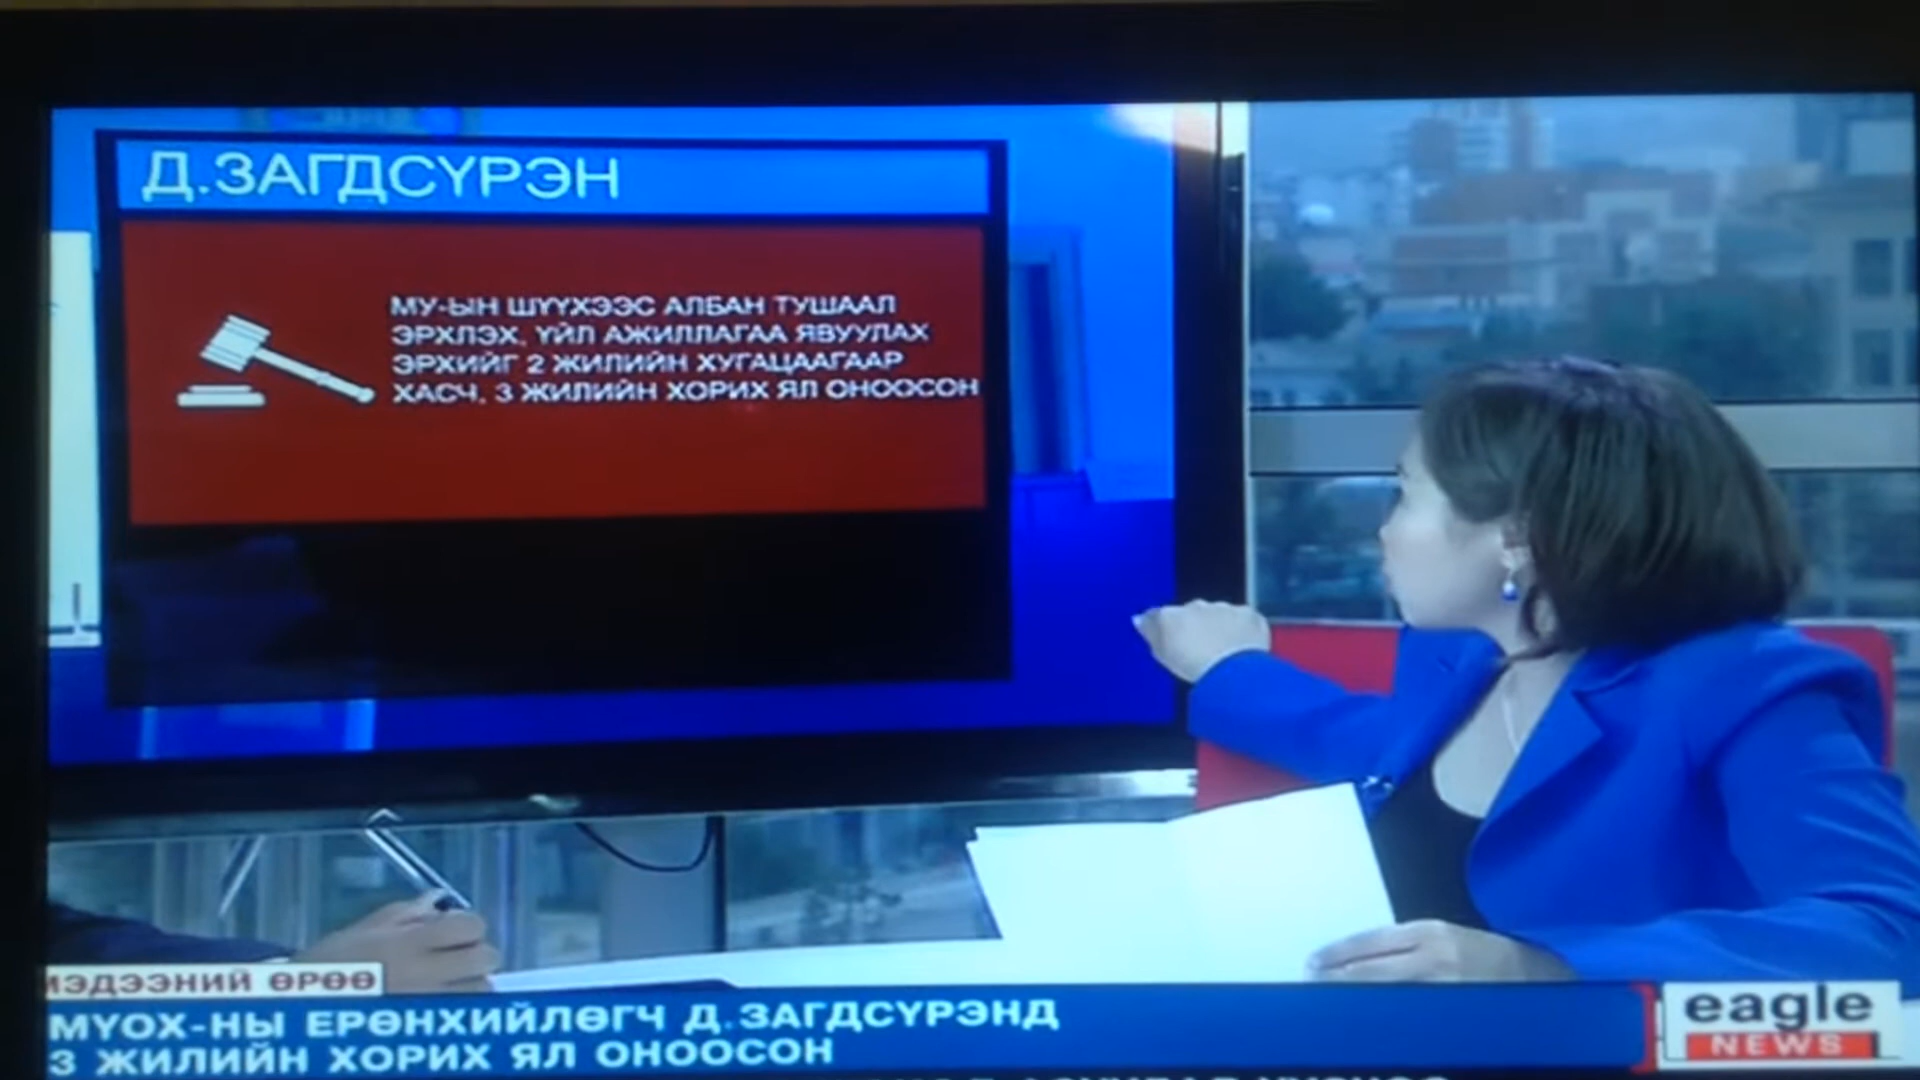 Д.ЗАГДСҮРЭН
МУ-ЫН ШҮҮХЭЭС АЛБАН ТУШААЛ
ЭРХЛЭХ, ҮЙЛ АЖИЛЛАГАА ЯВУУЛАХ
ЭРХИЙГ 2 ЖИЛИЙН ХУГАЦААГААР
ХАСЧ, 3 ЖИЛИЙН ХОРИХ ЯЛ ОНООСОН
МЭДЭЭНИЙ ӨРӨӨ
МҮОХ-НЫ ЕРӨНХИЙЛӨГЧ Д.ЗАГДСҮРЭНД
3 ЖИЛИЙН ХОРИХ ЯЛ ОНООСОН
eagle
NEWS